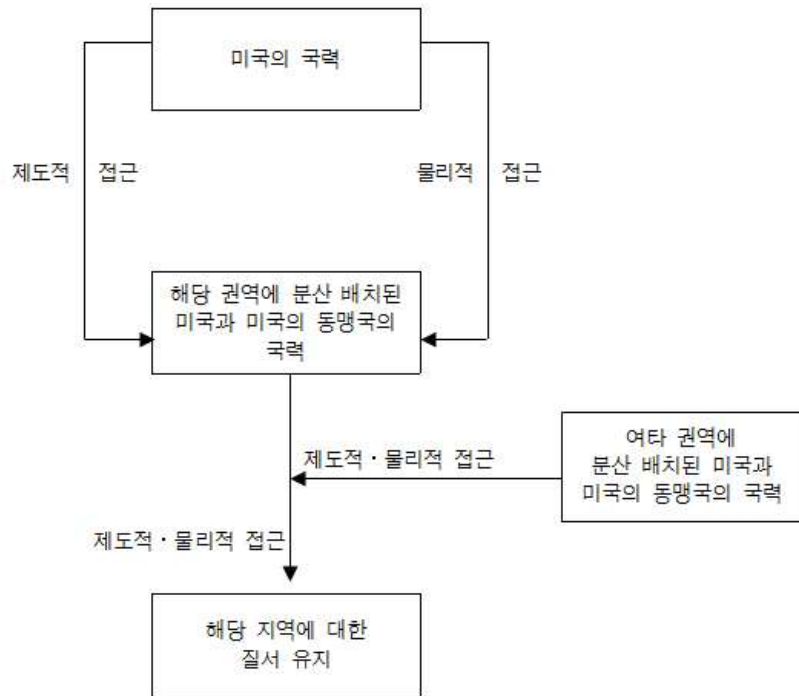 미국의 국력
제도적 접근
물리적 접근
해당 권역에 분산 배치된
미국과 미국의 동맹국의
국력
여타 권역에
분산 배치된 미국과
미국의 동맹국의 국력
제도적·물리적 접근
제도적·물리적 접근
해당 지역에 대한
질서 유지